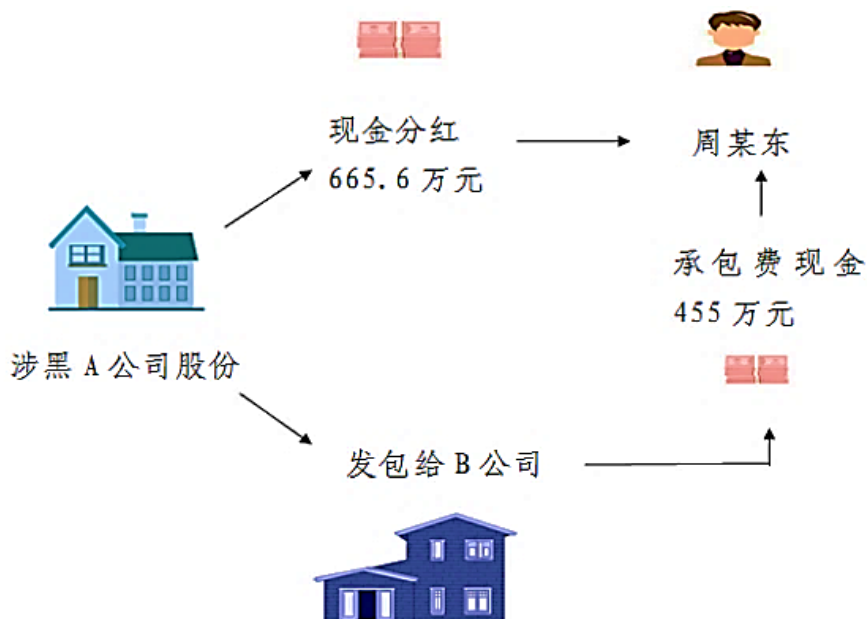 现金分红
665.6 万元
周某东
承包费现金
455 万元
涉黑 A 公司股份
发包给 B 公司